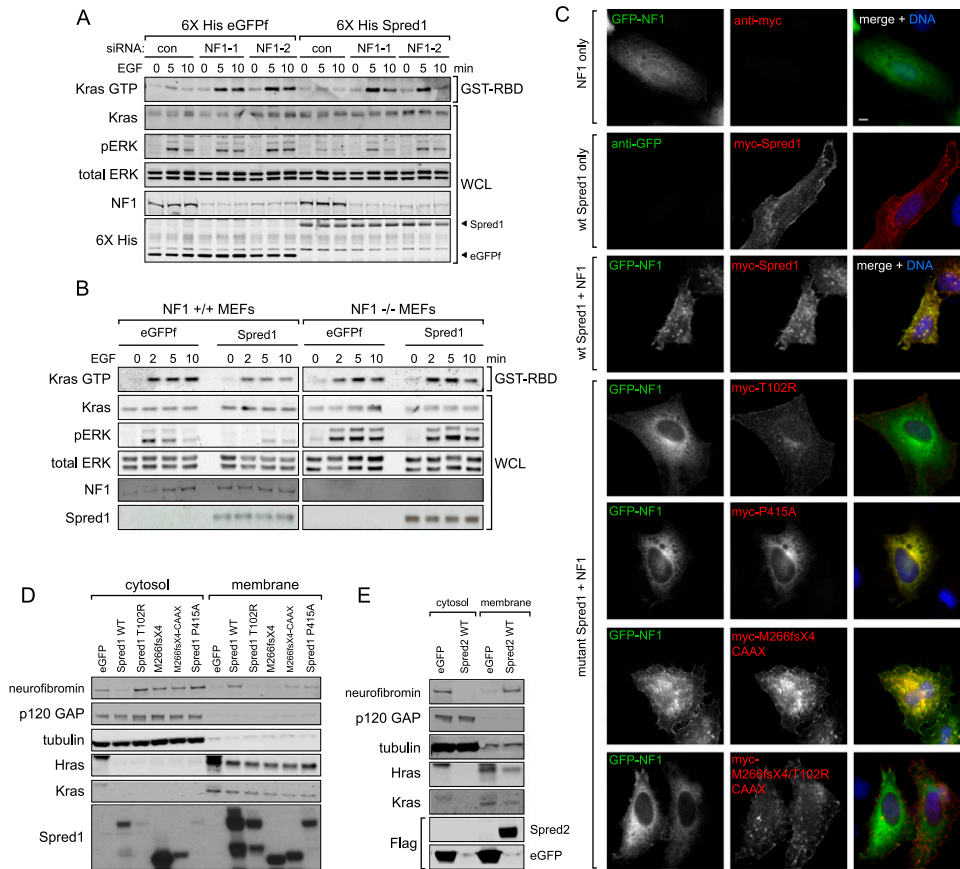 A
6X His eGFPf 6X His Spred1
siRNA: con NF1-1 NF1-2 con NF1-1 NF1-2
EGF 0 5 10 0 5 10 0 5 10 0 5 10 0 5 10 0 5 10 min
Kras GTP GST-RBD
Kras
pERK
total ERK
WCL
NF1
Spred1
6X His
eGFPf
B
NF1 +/+ MEFs NF1 -/- MEFs
eGFPf Spred1 eGFPf Spred1
EGF 0 2 5 10 0 2 5 10 0 2 5 10 0 2 5 10 min
Kras GTP GST-RBD
Kras
pERK
total ERK
WCL
NF1
Spred1
C
NF1 only
GFP-NF1 anti-myc merge + DNA
wt Spred1 only
anti-GFP myc-Spred1
wt Spred1 + NF1
GFP-NF1 myc-Spred1 merge + DNA
mutant Spred1 + NF1
GFP-NF1 myc-T102R
GFP-NF1 myc-P415A
GFP-NF1 myc-M266fsX4
CAAX
GFP-NF1 myc-
M266fsX4/T102R
CAAX
D
cytosol membrane
eGFP Spred1 WT Spred1 T102R M266fsX4 M266fsX4-CAAX Spred1 P415A eGFP Spred1 WT Spred1 T102R M266fsX4 M266fsX4-CAAX Spred1 P415A
neurofibromin
p120 GAP
tubulin
Hras
Kras
Spred1
E
cytosol membrane
eGFP Spred2 WT eGFP Spred2 WT
neurofibromin
p120 GAP
tubulin
Hras
Kras
Flag
Spred2
eGFP